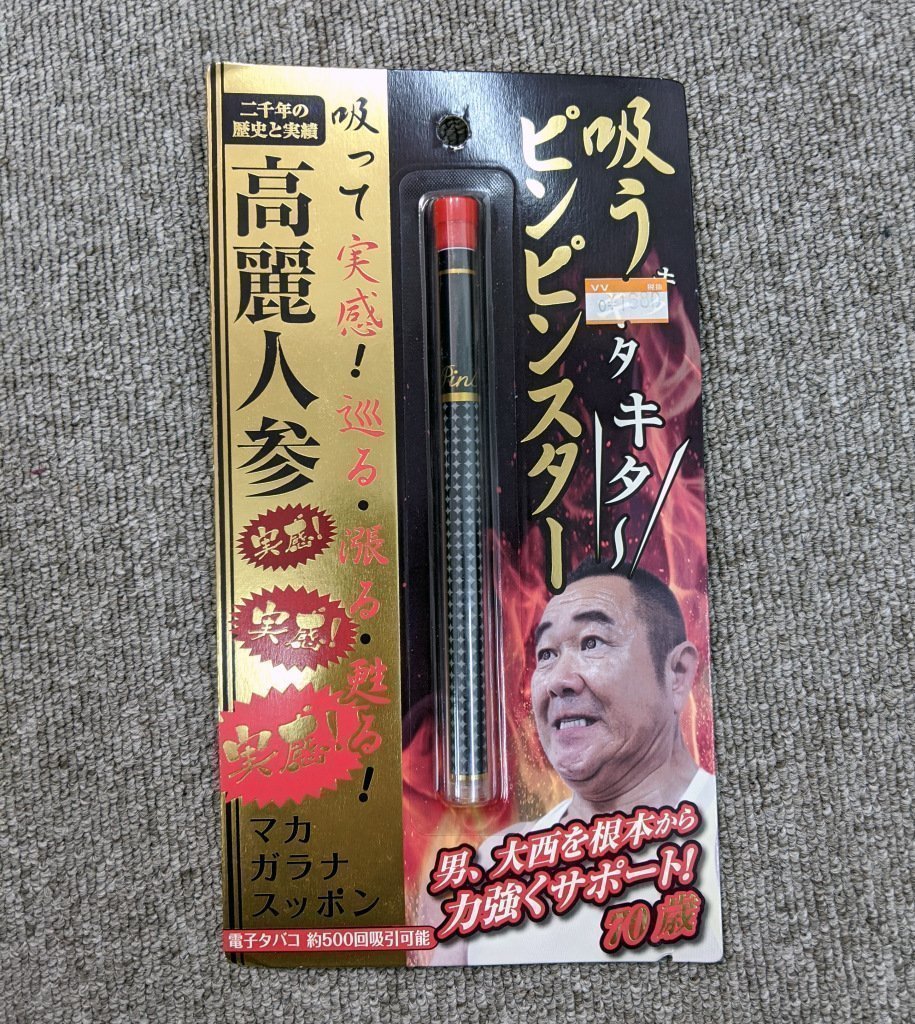 吸う
ピンピンスター
キタ
キタ～
VV 税抜
二千年の
歴史と実績
高麗人参
吸って実感！巡る・漲る・甦る！
実感！
実感！
実感！
マカ
ガラナ
スッポン
電子タバコ 約500回吸引可能
男、大西を根本から
力強くサポート！
70歳